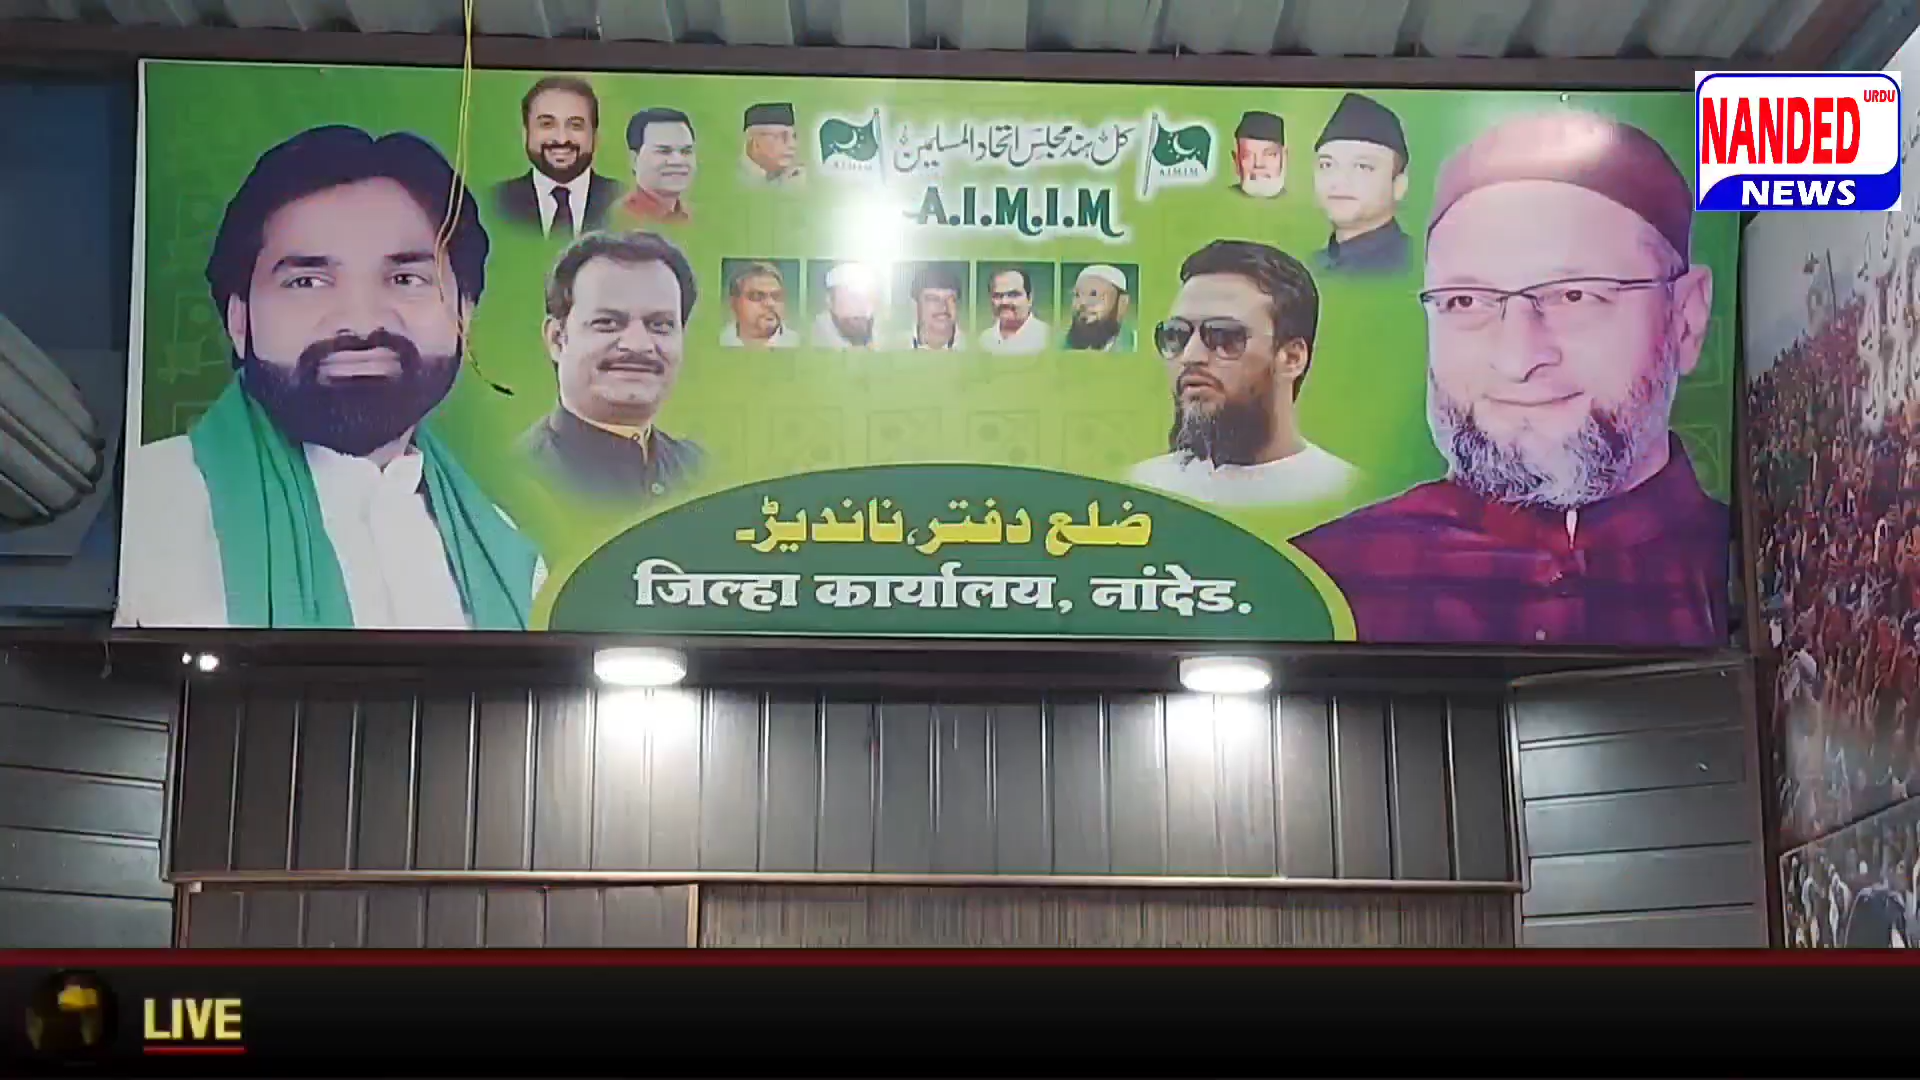 کل ہند مجلس اتحاد المسلمین
A.I.M.I.M
A.I.M.I.M
A.I.M.I.M
ضلع دفتر، ناندیڑ۔
जिल्हा कार्यालय, नांदेड.
NANDED URDU
NEWS
LIVE